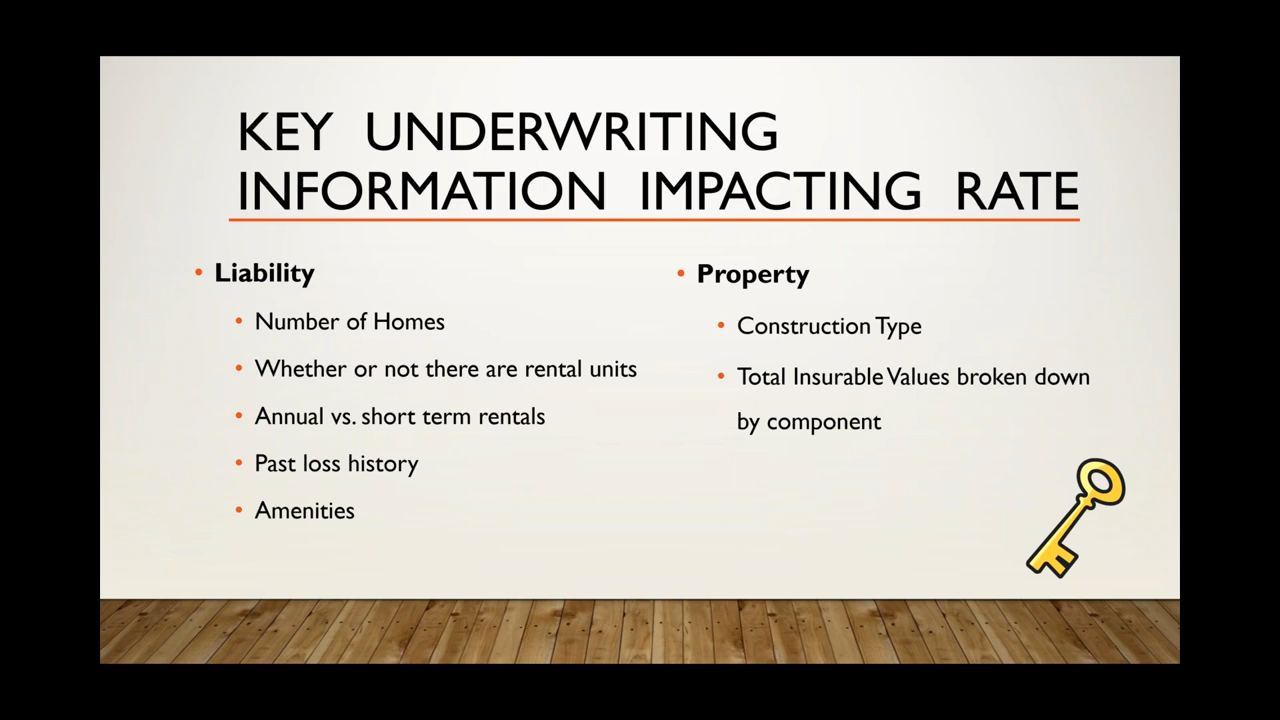 KEY UNDERWRITING
INFORMATION IMPACTING RATE
• Liability
• Number of Homes
• Whether or not there are rental units
• Annual vs. short term rentals
• Past loss history
• Amenities
• Property
• Construction Type
• Total Insurable Values broken down
by component